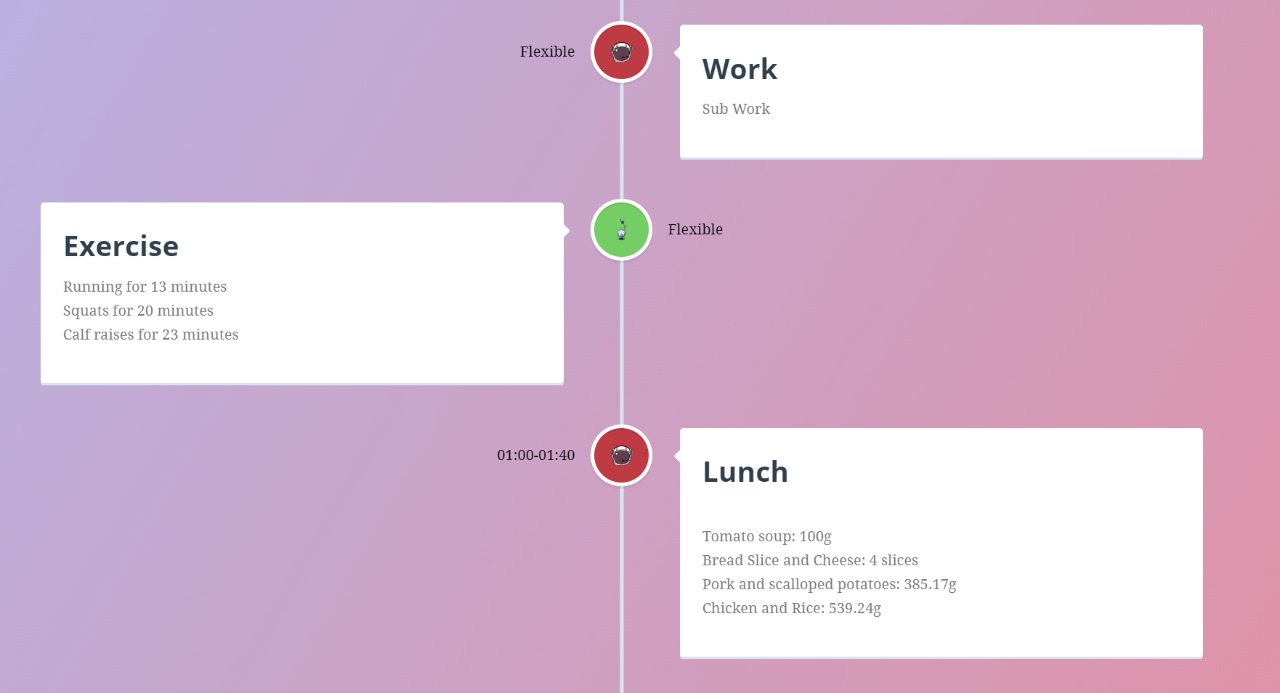 Flexible
Work
Sub Work
Exercise
Flexible
Running for 13 minutes
Squats for 20 minutes
Calf raises for 23 minutes
01:00-01:40
Lunch
Tomato soup: 100g
Bread Slice and Cheese: 4 slices
Pork and scalloped potatoes: 385.17g
Chicken and Rice: 539.24g